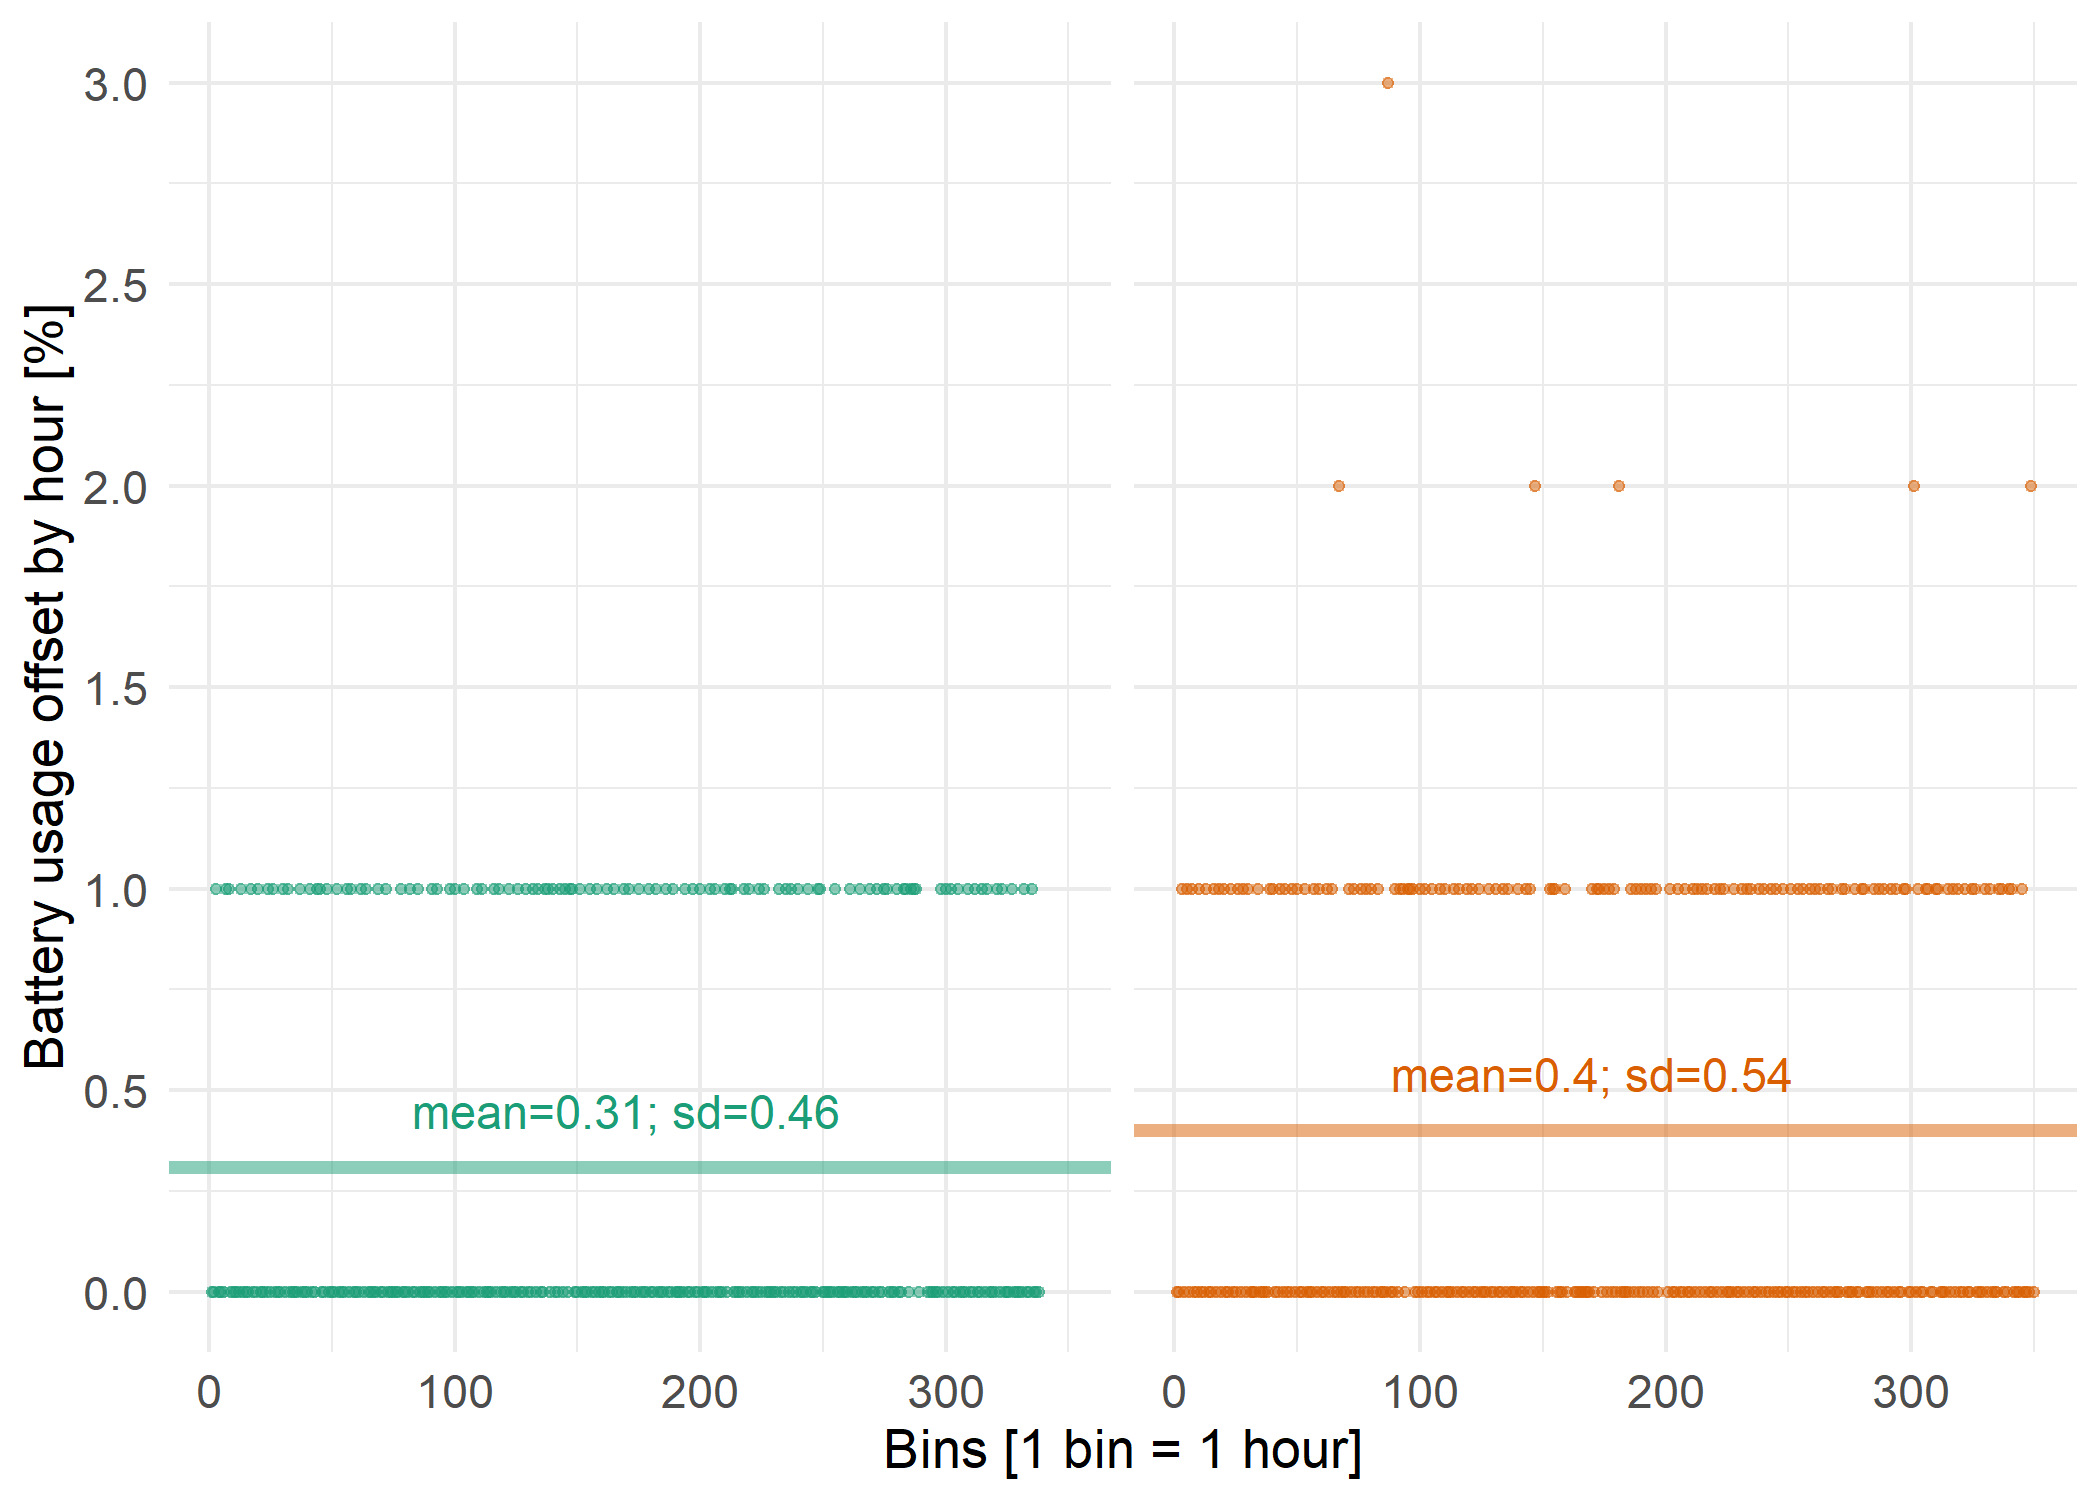 Battery usage offset by hour [%]
3.0
2.5
2.0
1.5
1.0
0.5
0.0
mean=0.31; sd=0.46
mean=0.4; sd=0.54
0 100 200 300
0 100 200 300
Bins [1 bin = 1 hour]